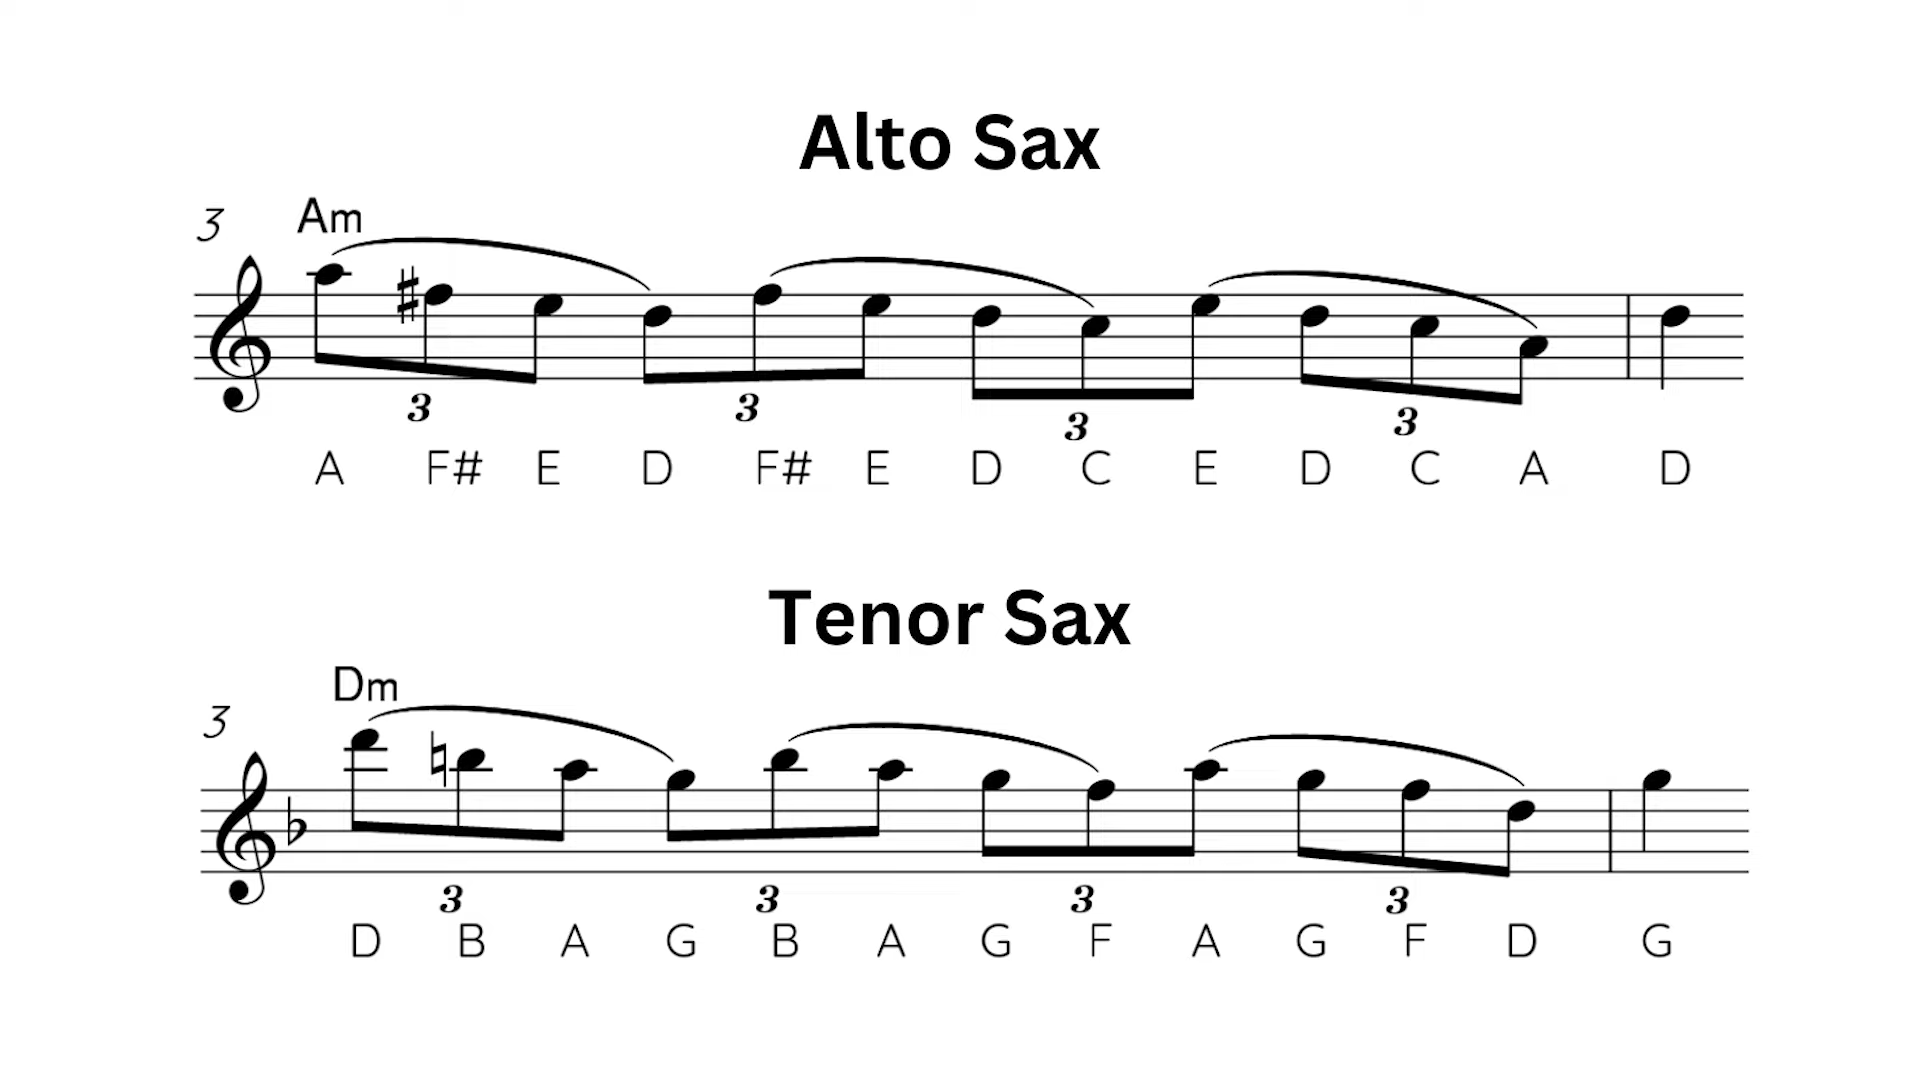 Alto Sax
3 Am
3 3 3 3
A F# E D F# E D C E D C A D
Tenor Sax
Dm
3
3 3 3 3
D B A G B A G F A G F D G